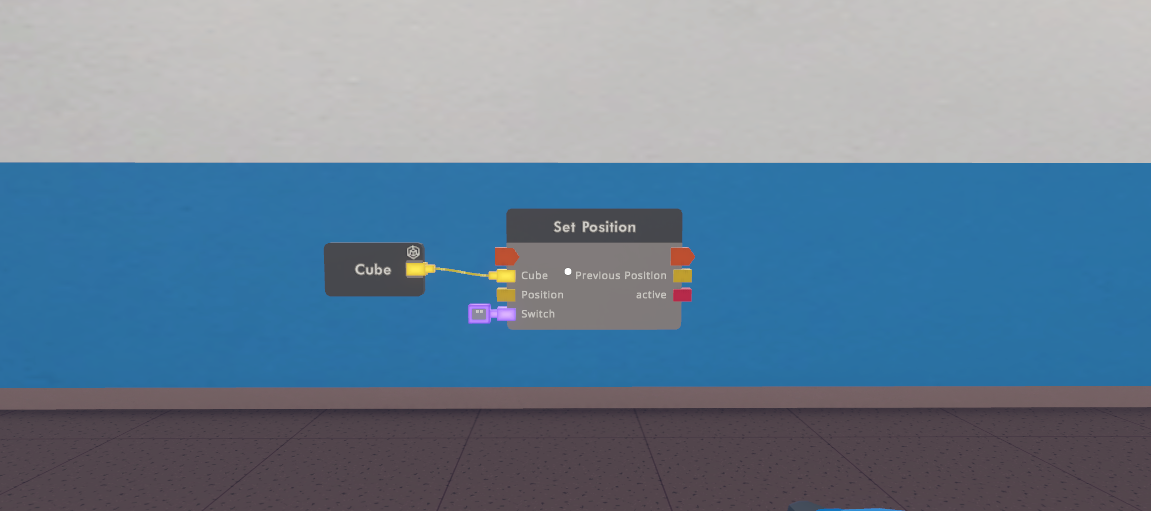 Set Position
Cube
Cube
Previous Position
Position
active
Switch